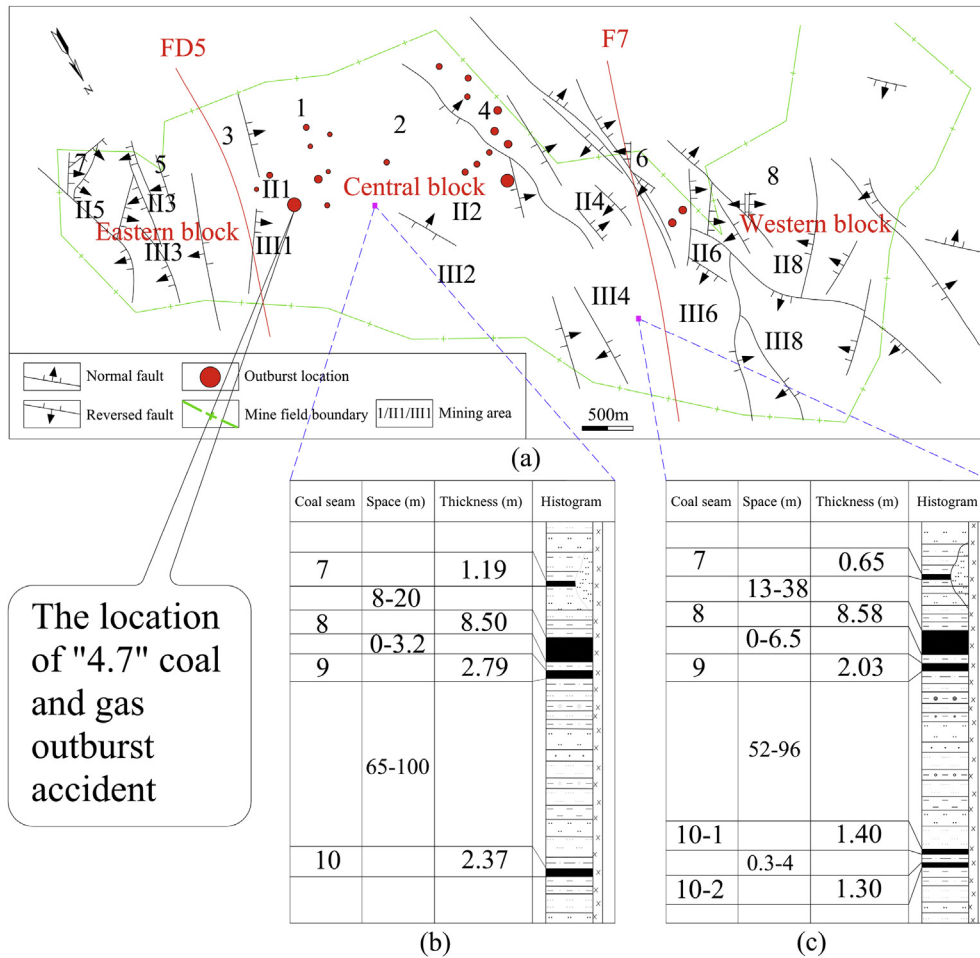 FD5
F7
N
1
2
3
4
5
6
7
8
II1
Central block
II2
II3
II4
II5
Eastern block
Western block
II6
II8
III1
III2
III3
III4
III6
III8
Normal fault
Outburst location
Reversed fault
Mine field boundary
1/II1/III1
Mining area
500m
(a)
The location
of "4.7" coal
and gas
outburst
accident
Coal seam Space (m) Thickness (m) Histogram
7 1.19
8-20
8 8.50
0-3.2
9 2.79
65-100
10 2.37
(b)
Coal seam Space (m) Thickness (m) Histogram
7 0.65
13-38
8 8.58
0-6.5
9 2.03
52-96
10-1 1.40
0.3-4
10-2 1.30
(c)